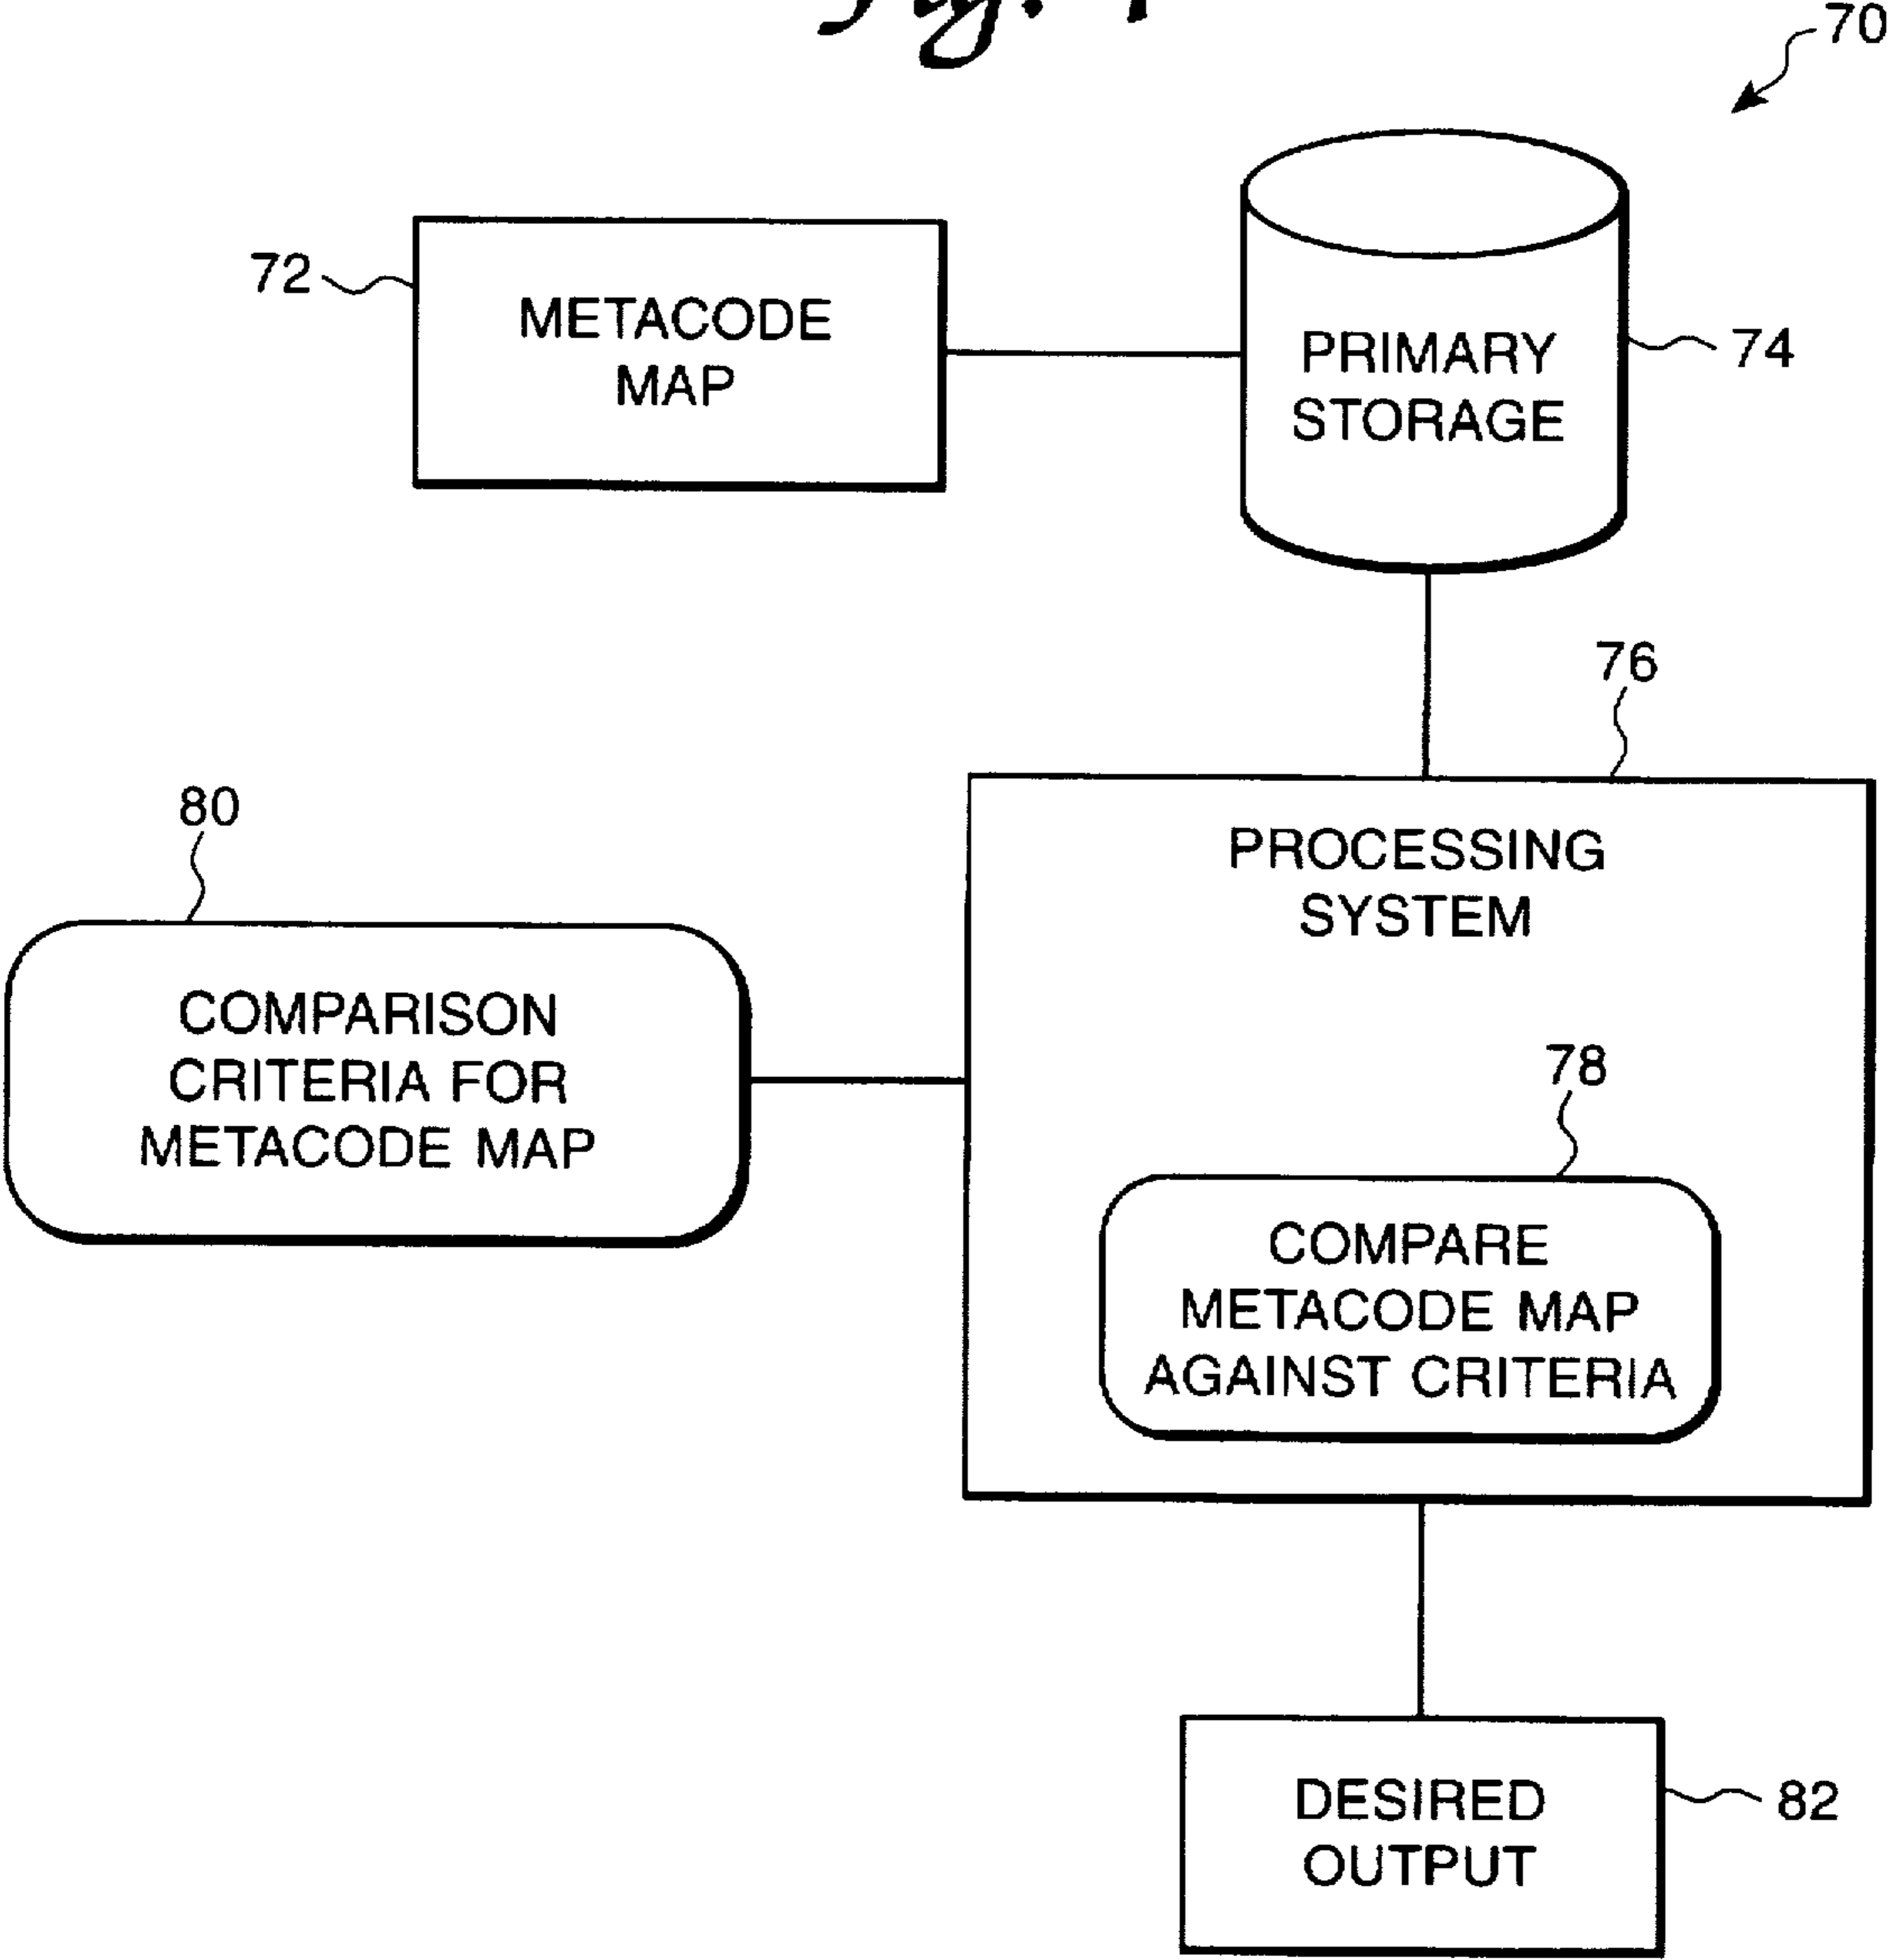 70
72
METACODE
MAP
PRIMARY
STORAGE
74
76
80
PROCESSING
SYSTEM
COMPARISON
CRITERIA FOR
METACODE MAP
78
COMPARE
METACODE MAP
AGAINST CRITERIA
DESIRED
OUTPUT
82